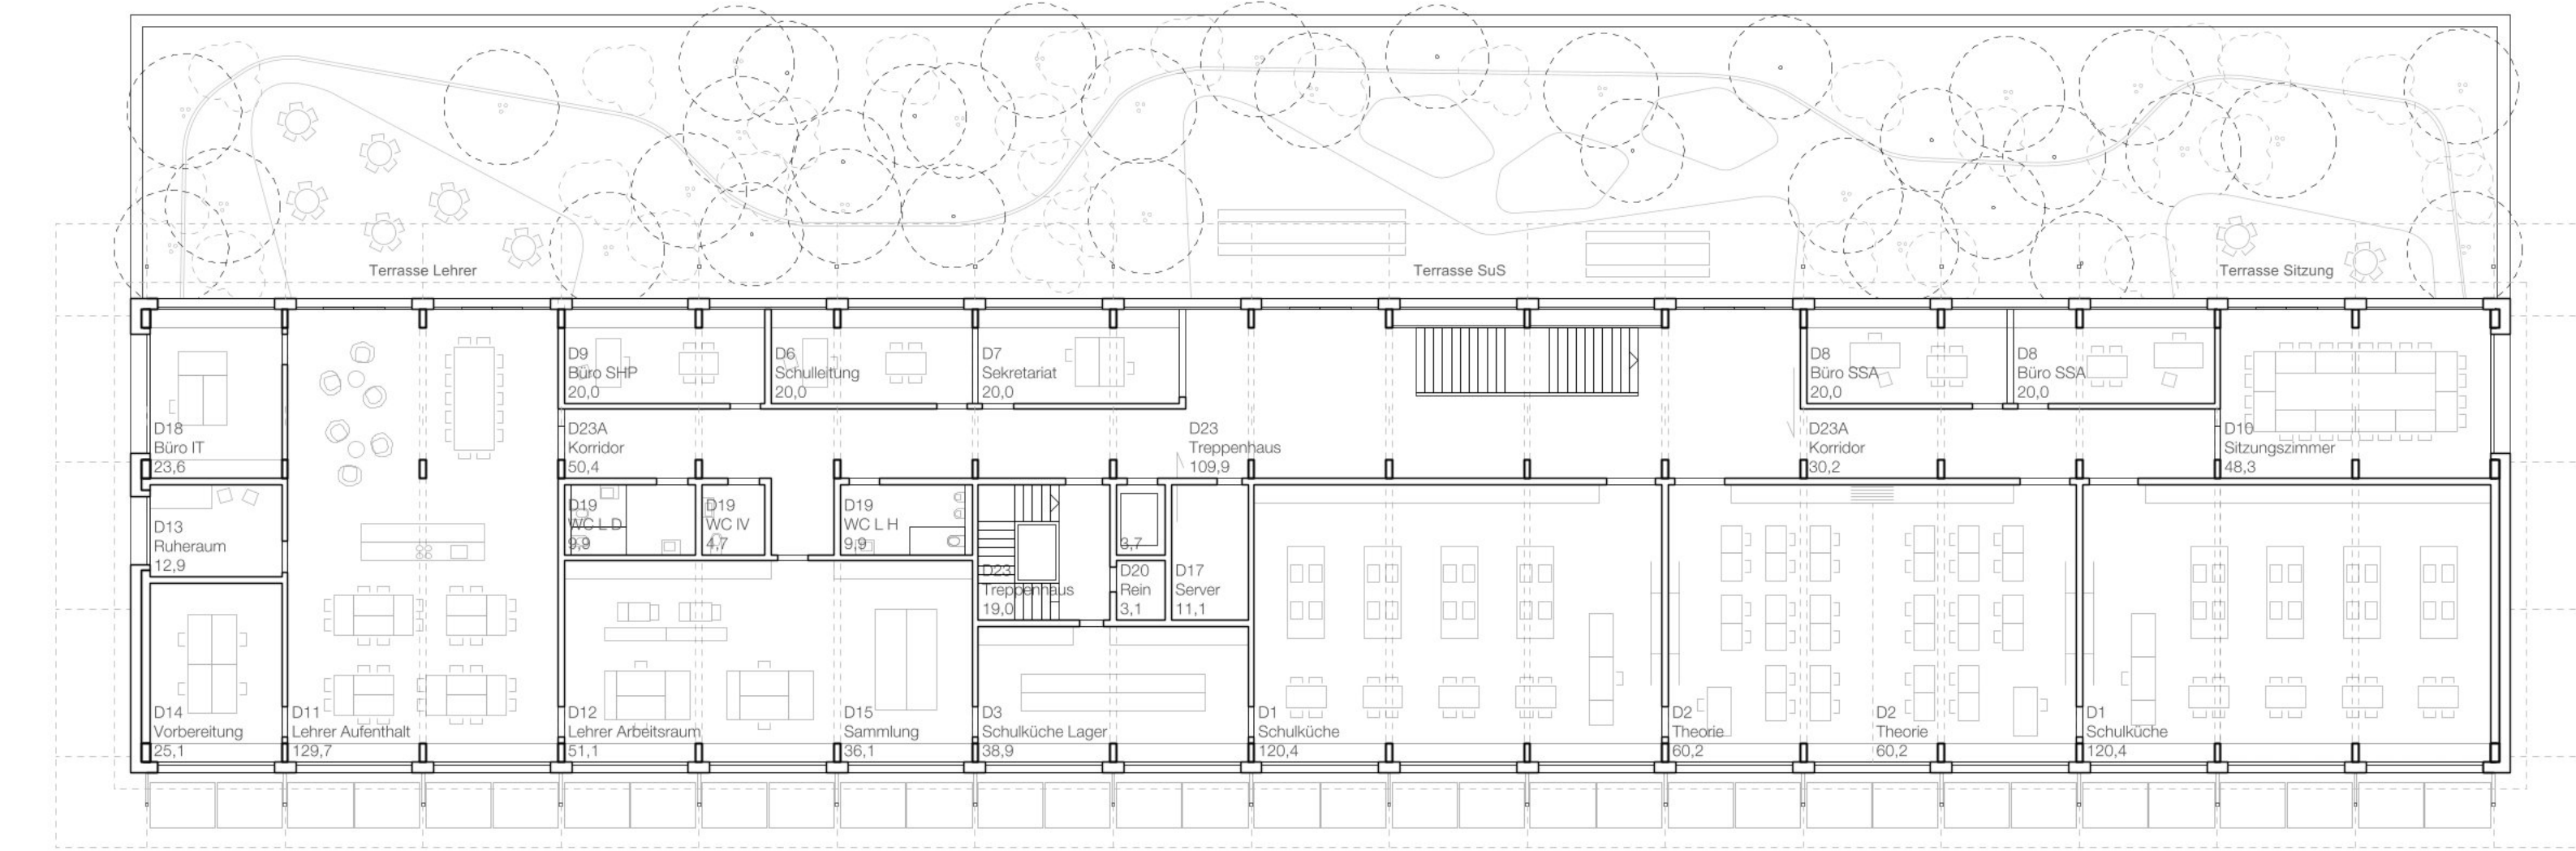 Terrasse Lehrer
Terrasse SuS
Terrasse Sitzung
D9
Büro SHP
20,0
D6
Schulleitung
20,0
D7
Sekretariat
20,0
D8
Büro SSA
20,0
D8
Büro SSA
20,0
D18
Büro IT
23,6
D23A
Korridor
50,4
D23
Treppenhaus
109,9
D23A
Korridor
30,2
D10
Sitzungszimmer
48,3
D13
Ruheraum
12,9
D19
WC L D
9,9
D19
WC IV
4,7
D19
WC L H
9,9
3,7
D23
Treppenhaus
19,0
D20
Rein
3,1
D17
Server
11,1
D14
Vorbereitung
25,1
D11
Lehrer Aufenthalt
129,7
D12
Lehrer Arbeitsraum
51,1
D15
Sammlung
36,1
D3
Schulküche Lager
38,9
D1
Schulküche
120,4
D2
Theorie
60,2
D2
Theorie
60,2
D1
Schulküche
120,4